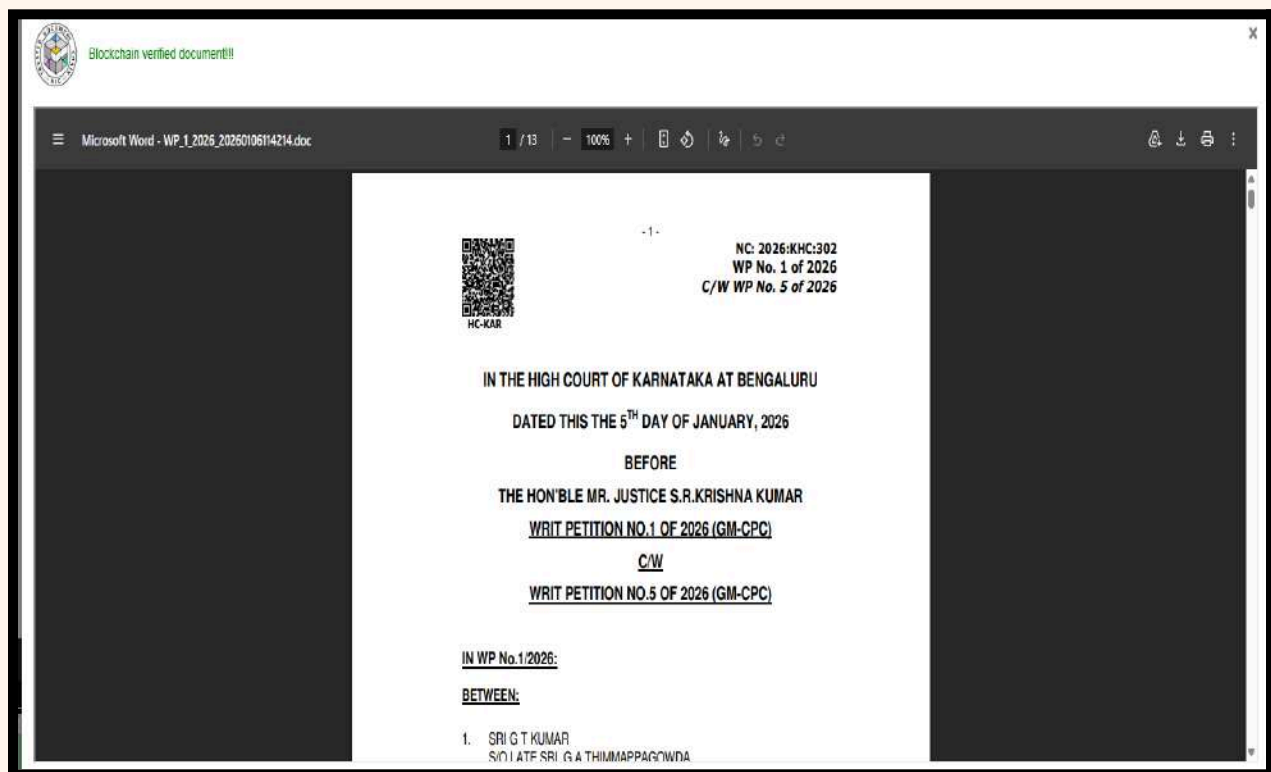 Blockchain verified document!!!
X
Microsoft Word - WP_1_2026_20260106114214.doc
1 / 13
100%
- 1 -
NC: 2026:KHC:302
WP No. 1 of 2026
C/W WP No. 5 of 2026
HC-KAR
IN THE HIGH COURT OF KARNATAKA AT BENGALURU
DATED THIS THE 5TH DAY OF JANUARY, 2026
BEFORE
THE HON'BLE MR. JUSTICE S.R.KRISHNA KUMAR
WRIT PETITION NO.1 OF 2026 (GM-CPC)
C/W
WRIT PETITION NO.5 OF 2026 (GM-CPC)
IN WP No.1/2026:
BETWEEN:
1. SRI G T KUMAR
S/O LATE SRI. G A THIMMAPPAGOWDA